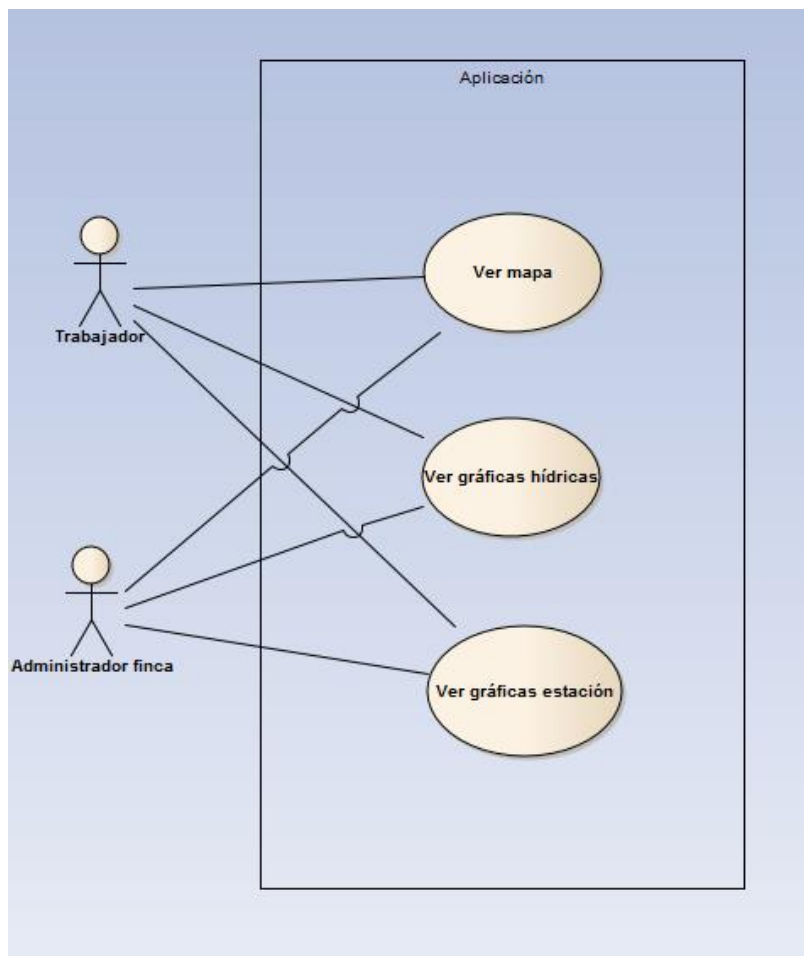 Aplicación
Ver mapa
Trabajador
Ver gráficas hídricas
Administrador finca
Ver gráficas estación